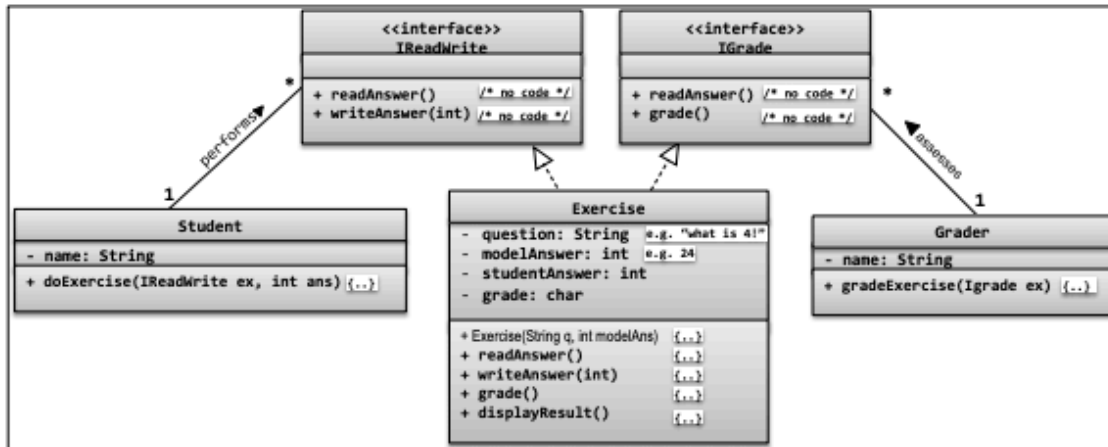 <<interface>>
IReadWrite
+ readAnswer() /* no code */
+ writeAnswer(int) /* no code */
<<interface>>
IGrade
+ readAnswer() /* no code */
+ grade() /* no code */
*
performs
1
*
assesses
1
Student
- name: String
+ doExercise(IReadWrite ex, int ans) {..}
Exercise
- question: String e.g. "what is 4!"
- modelAnswer: int e.g. 24
- studentAnswer: int
- grade: char
+ Exercise(String q, int modelAns) {..}
+ readAnswer() {..}
+ writeAnswer(int) {..}
+ grade() {..}
+ displayResult() {..}
Grader
- name: String
+ gradeExercise(Igrade ex) {..}